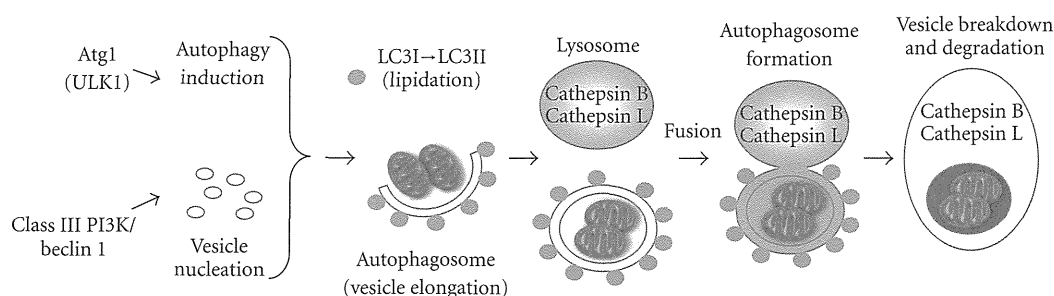 Atg1
(ULK1)
Autophagy
induction
Class III PI3K/
beclin 1
Vesicle
nucleation
LC3I→LC3II
(lipidation)
Autophagosome
(vesicle elongation)
Lysosome
Cathepsin B
Cathepsin L
Fusion
Autophagosome
formation
Cathepsin B
Cathepsin L
Vesicle breakdown
and degradation
Cathepsin B
Cathepsin L